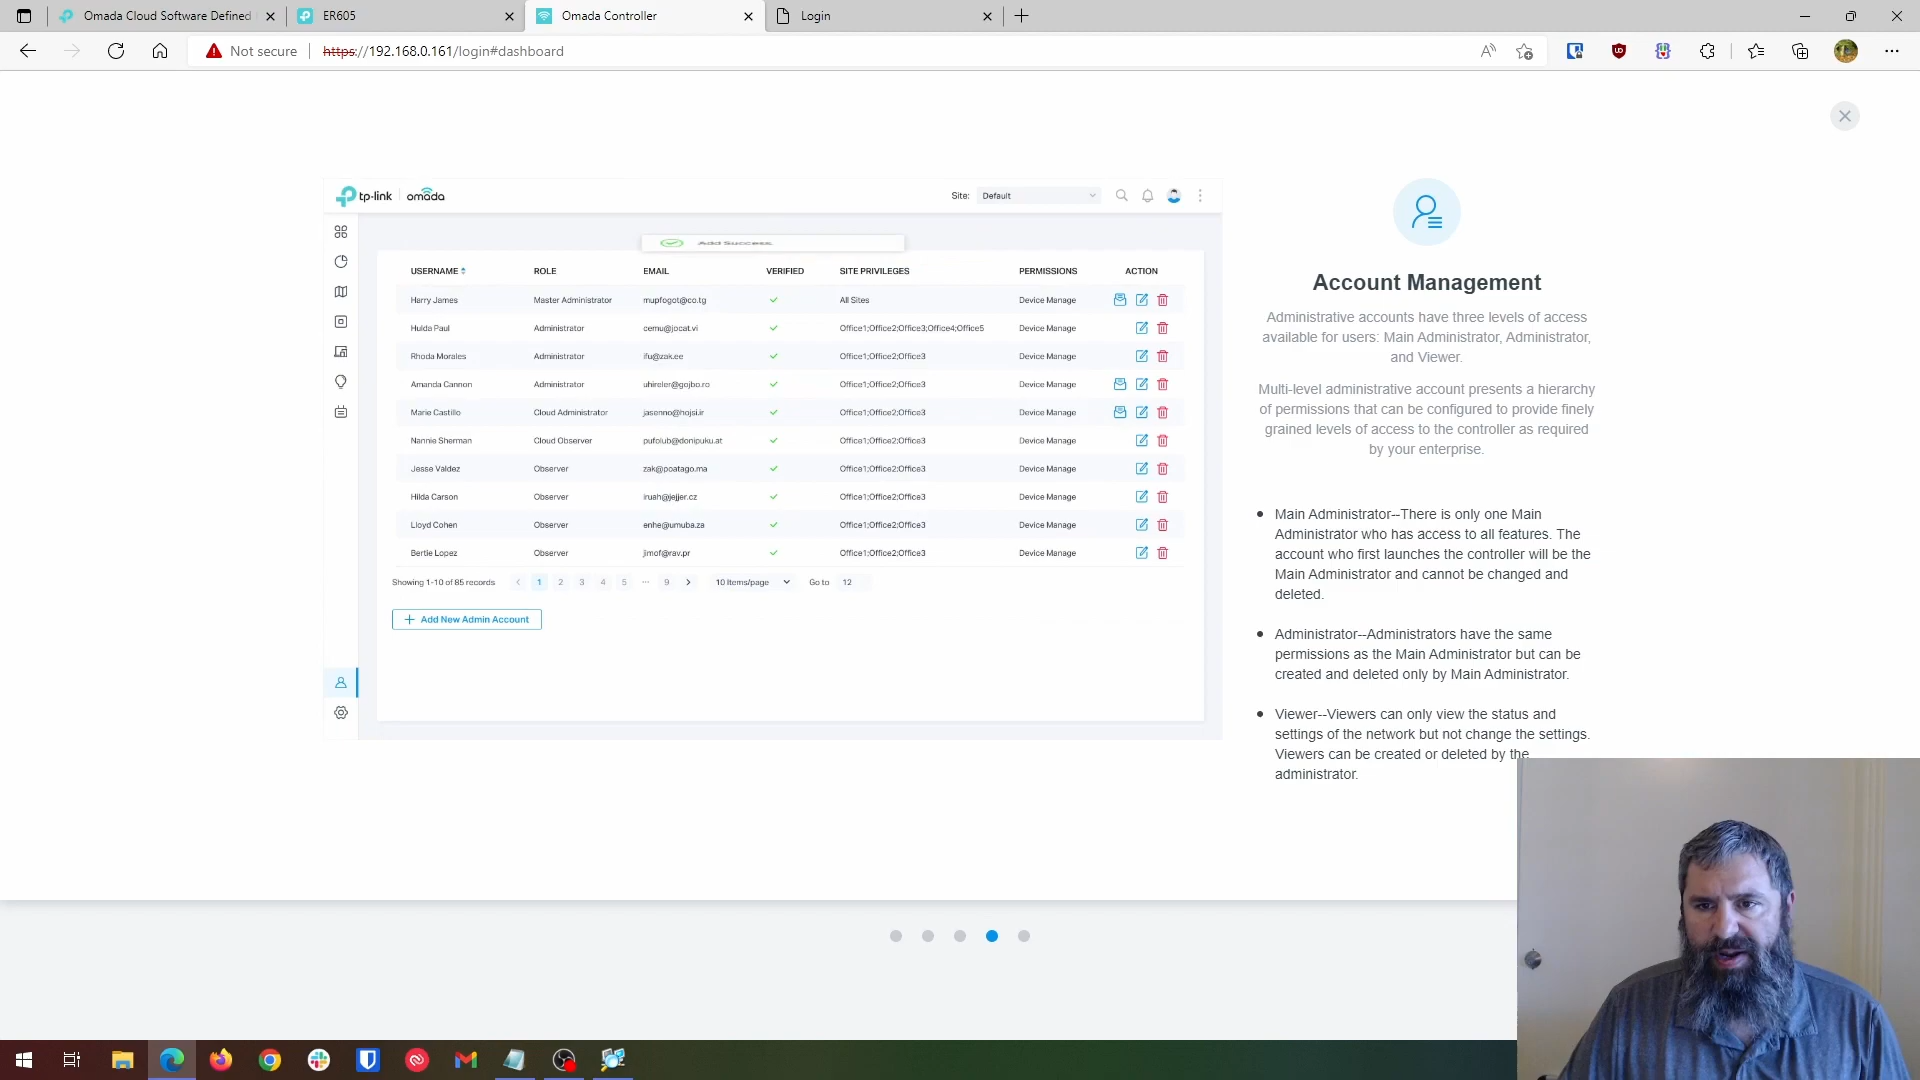 Omada Cloud Software Defined
ER605
Omada Controller
Login
Not secure
https://192.168.0.161/login#dashboard
tp-link
omada
Site:
Default
Add Success.
USERNAME ROLE EMAIL VERIFIED SITE PRIVILEGES PERMISSIONS ACTION
Harry James Master Administrator mupfogot@co.tg All Sites Device Manage
Hulda Paul Administrator cemu@jocat.vi Office1;Office2;Office3;Office4;Office5 Device Manage
Rhoda Morales Administrator ifu@zak.ee Office1;Office2;Office3 Device Manage
Amanda Cannon Administrator uhireler@gojbo.ro Office1;Office2;Office3 Device Manage
Marie Castillo Cloud Administrator jasenno@hojsi.ir Office1;Office2;Office3 Device Manage
Nannie Sherman Cloud Observer pufolub@donipuku.at Office1;Office2;Office3 Device Manage
Jesse Valdez Observer zak@poatago.ma Office1;Office2;Office3 Device Manage
Hilda Carson Observer iruah@jejjer.cz Office1;Office2;Office3 Device Manage
Lloyd Cohen Observer enhe@umuba.za Office1;Office2;Office3 Device Manage
Bertie Lopez Observer jimof@rav.pr Office1;Office2;Office3 Device Manage
Showing 1-10 of 85 records < 1 2 3 4 5 ··· 9 > 10 Items/page Go to 12
+ Add New Admin Account
Account Management
Administrative accounts have three levels of access
available for users: Main Administrator, Administrator,
and Viewer.
Multi-level administrative account presents a hierarchy
of permissions that can be configured to provide finely
grained levels of access to the controller as required
by your enterprise.
• Main Administrator--There is only one Main
Administrator who has access to all features. The
account who first launches the controller will be the
Main Administrator and cannot be changed and
deleted.
• Administrator--Administrators have the same
permissions as the Main Administrator but can be
created and deleted only by Main Administrator.
• Viewer--Viewers can only view the status and
settings of the network but not change the settings.
Viewers can be created or deleted by the
administrator.